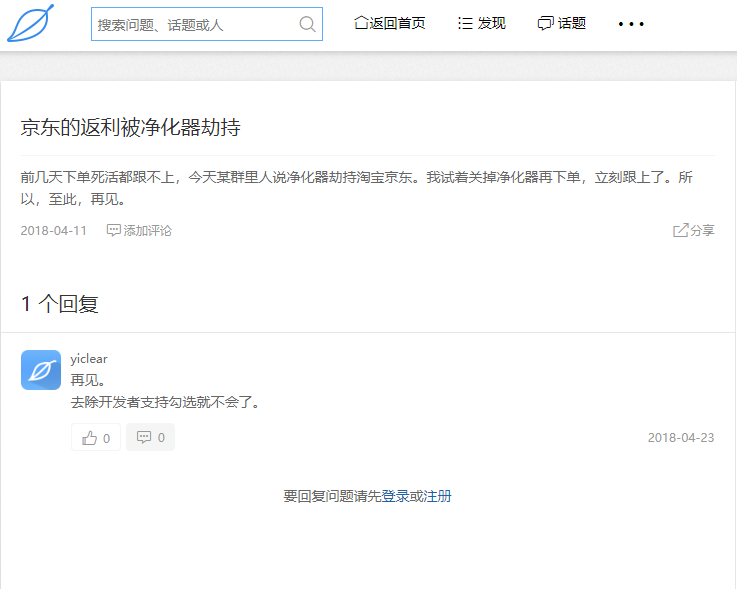 搜索问题、话题或人
返回首页
发现
话题
京东的返利被净化器劫持
前几天下单死活都跟不上，今天某群里人说净化器劫持淘宝京东。我试着关掉净化器再下单，立刻跟上了。所
以，至此，再见。
2018-04-11 添加评论 分享
1 个回复
yiclear
再见。
去除开发者支持勾选就不会了。
0 0 2018-04-23
要回复问题请先登录或注册